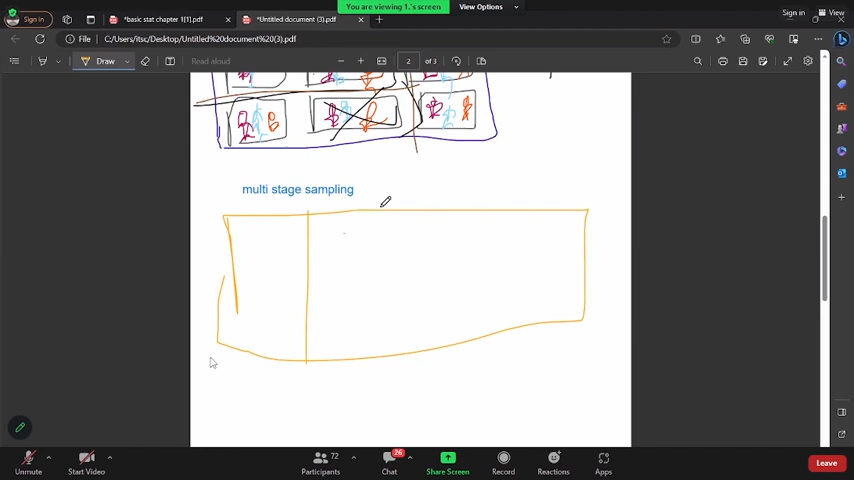 You are viewing 1.'s screen
View Options
Sign in
*basic stat chapter 1[1].pdf
*Untitled document (3).pdf
Sign in
View
File
C:/Users/itsc/Desktop/Untitled%20document%20(3).pdf
Draw
Read aloud
2
of 3
multi stage sampling
72
26
Unmute
Start Video
Participants
Chat
Share Screen
Record
Reactions
Apps
Leave